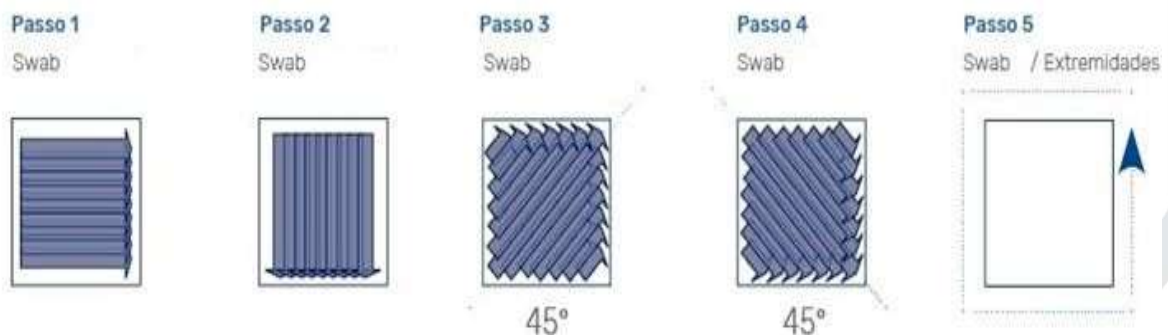 Passo 1
Swab
Passo 2
Swab
Passo 3
Swab
45°
Passo 4
Swab
45°
Passo 5
Swab / Extremidades